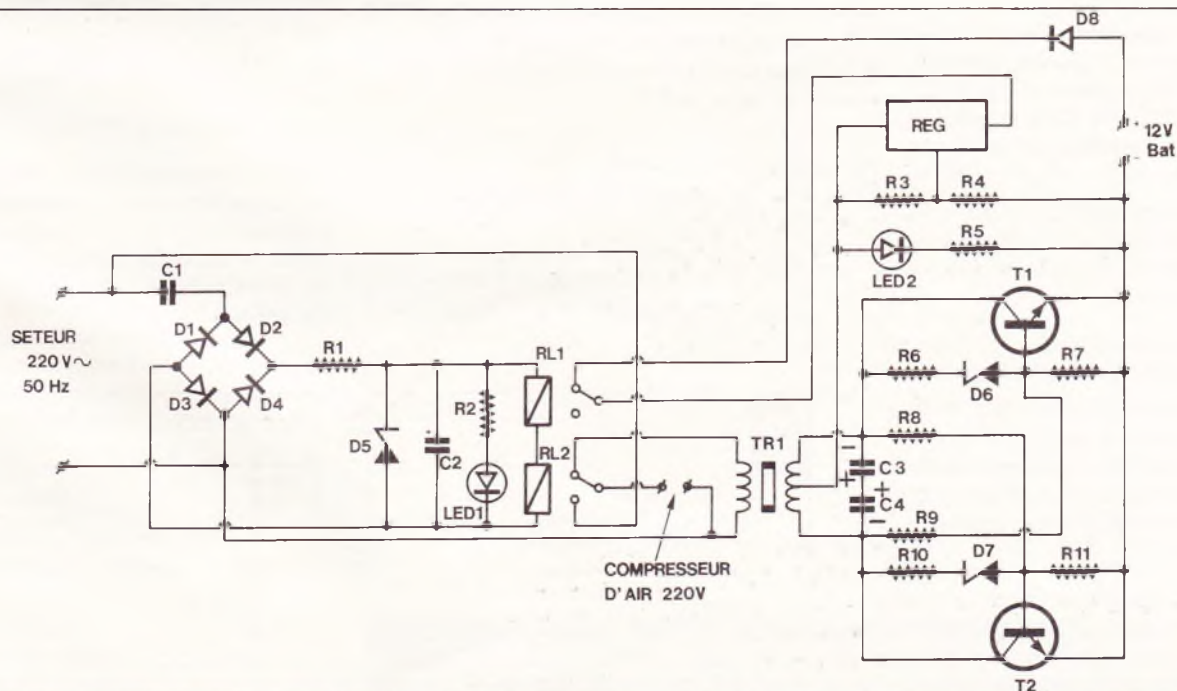 D8
REG
12V
Bat
R3
R4
R5
LED2
T1
C1
SETEUR
220V~
50 Hz
D1
D2
D3
D4
R1
RL1
R2
D5
C2
LED1
RL2
TR1
R6
D6
R7
R8
C3
C4
R9
R10
D7
R11
COMPRESSEUR
D'AIR 220V
T2